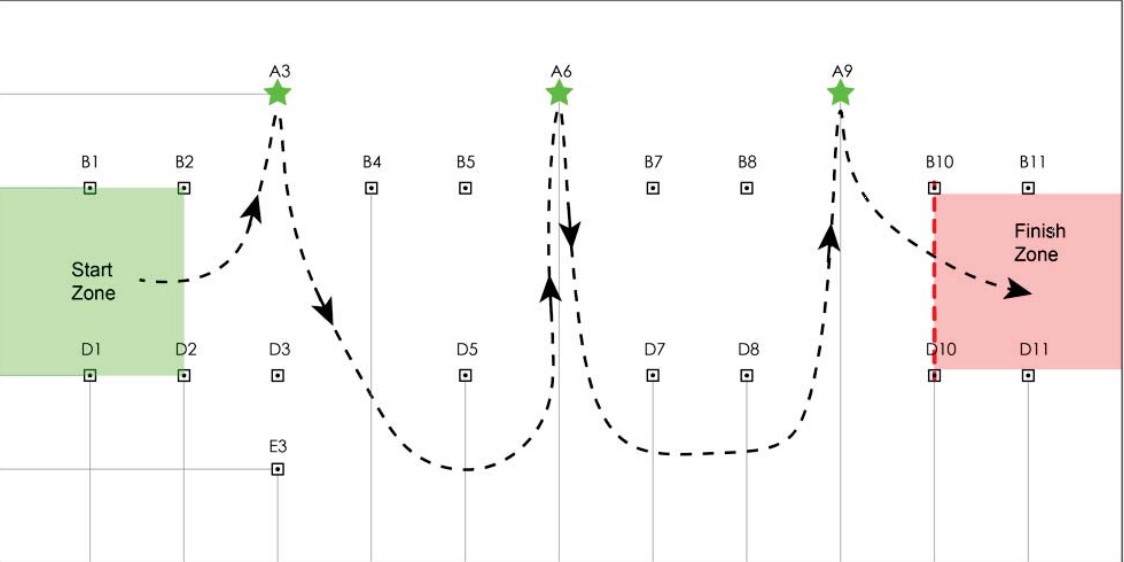 A3 A6 A9
B1 B2 B4 B5 B7 B8 B10 B11
Finish
Zone
Start
Zone
D1 D2 D3 D5 D7 D8 D10 D11
E3